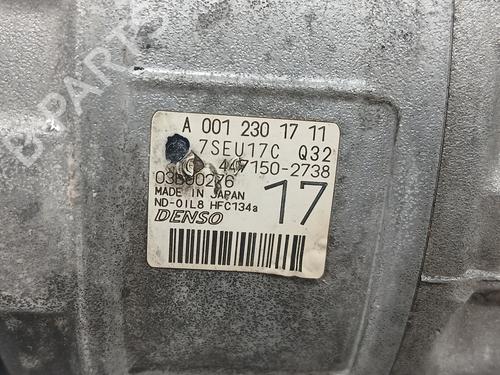 A 001 230 17 11
7SEU17C Q32
447150-2738
MADE IN JAPAN
ND-OIL8 HFC134a
17
DENSO
B-PARTS